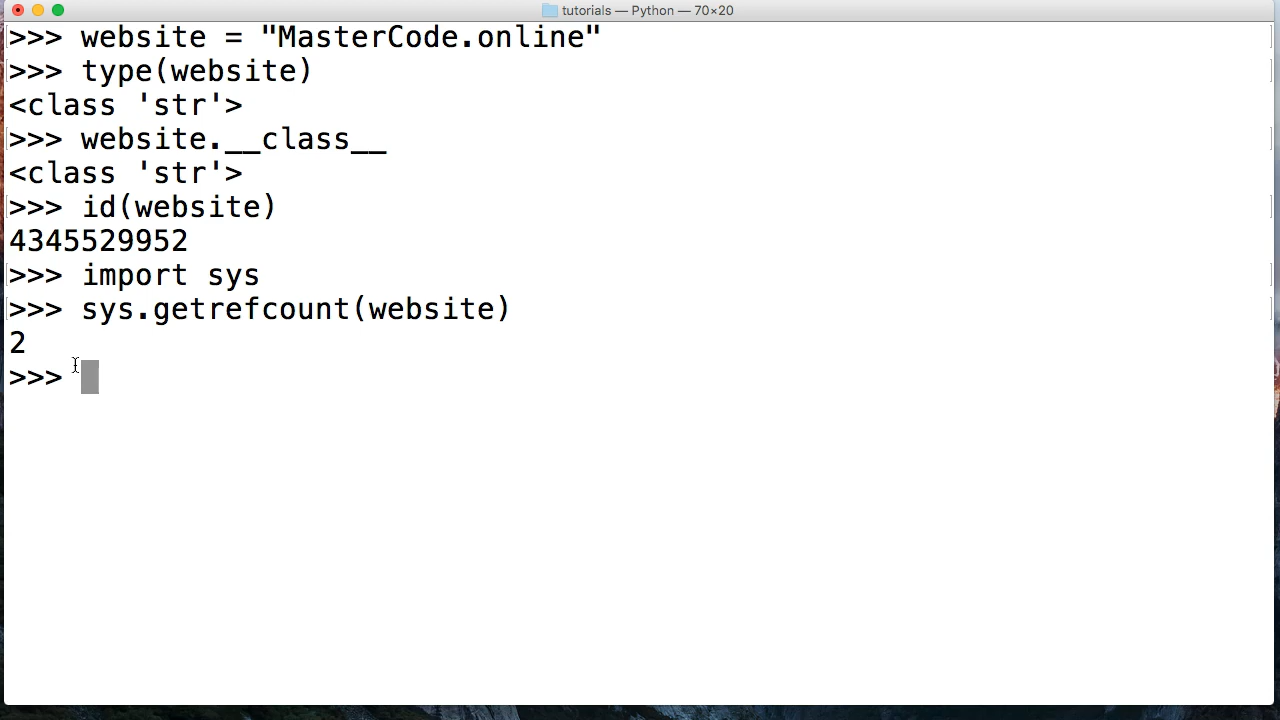 tutorials — Python — 70×20
>>> website = "MasterCode.online"
>>> type(website)
<class 'str'>
>>> website.__class__
<class 'str'>
>>> id(website)
4345529952
>>> import sys
>>> sys.getrefcount(website)
2
>>>